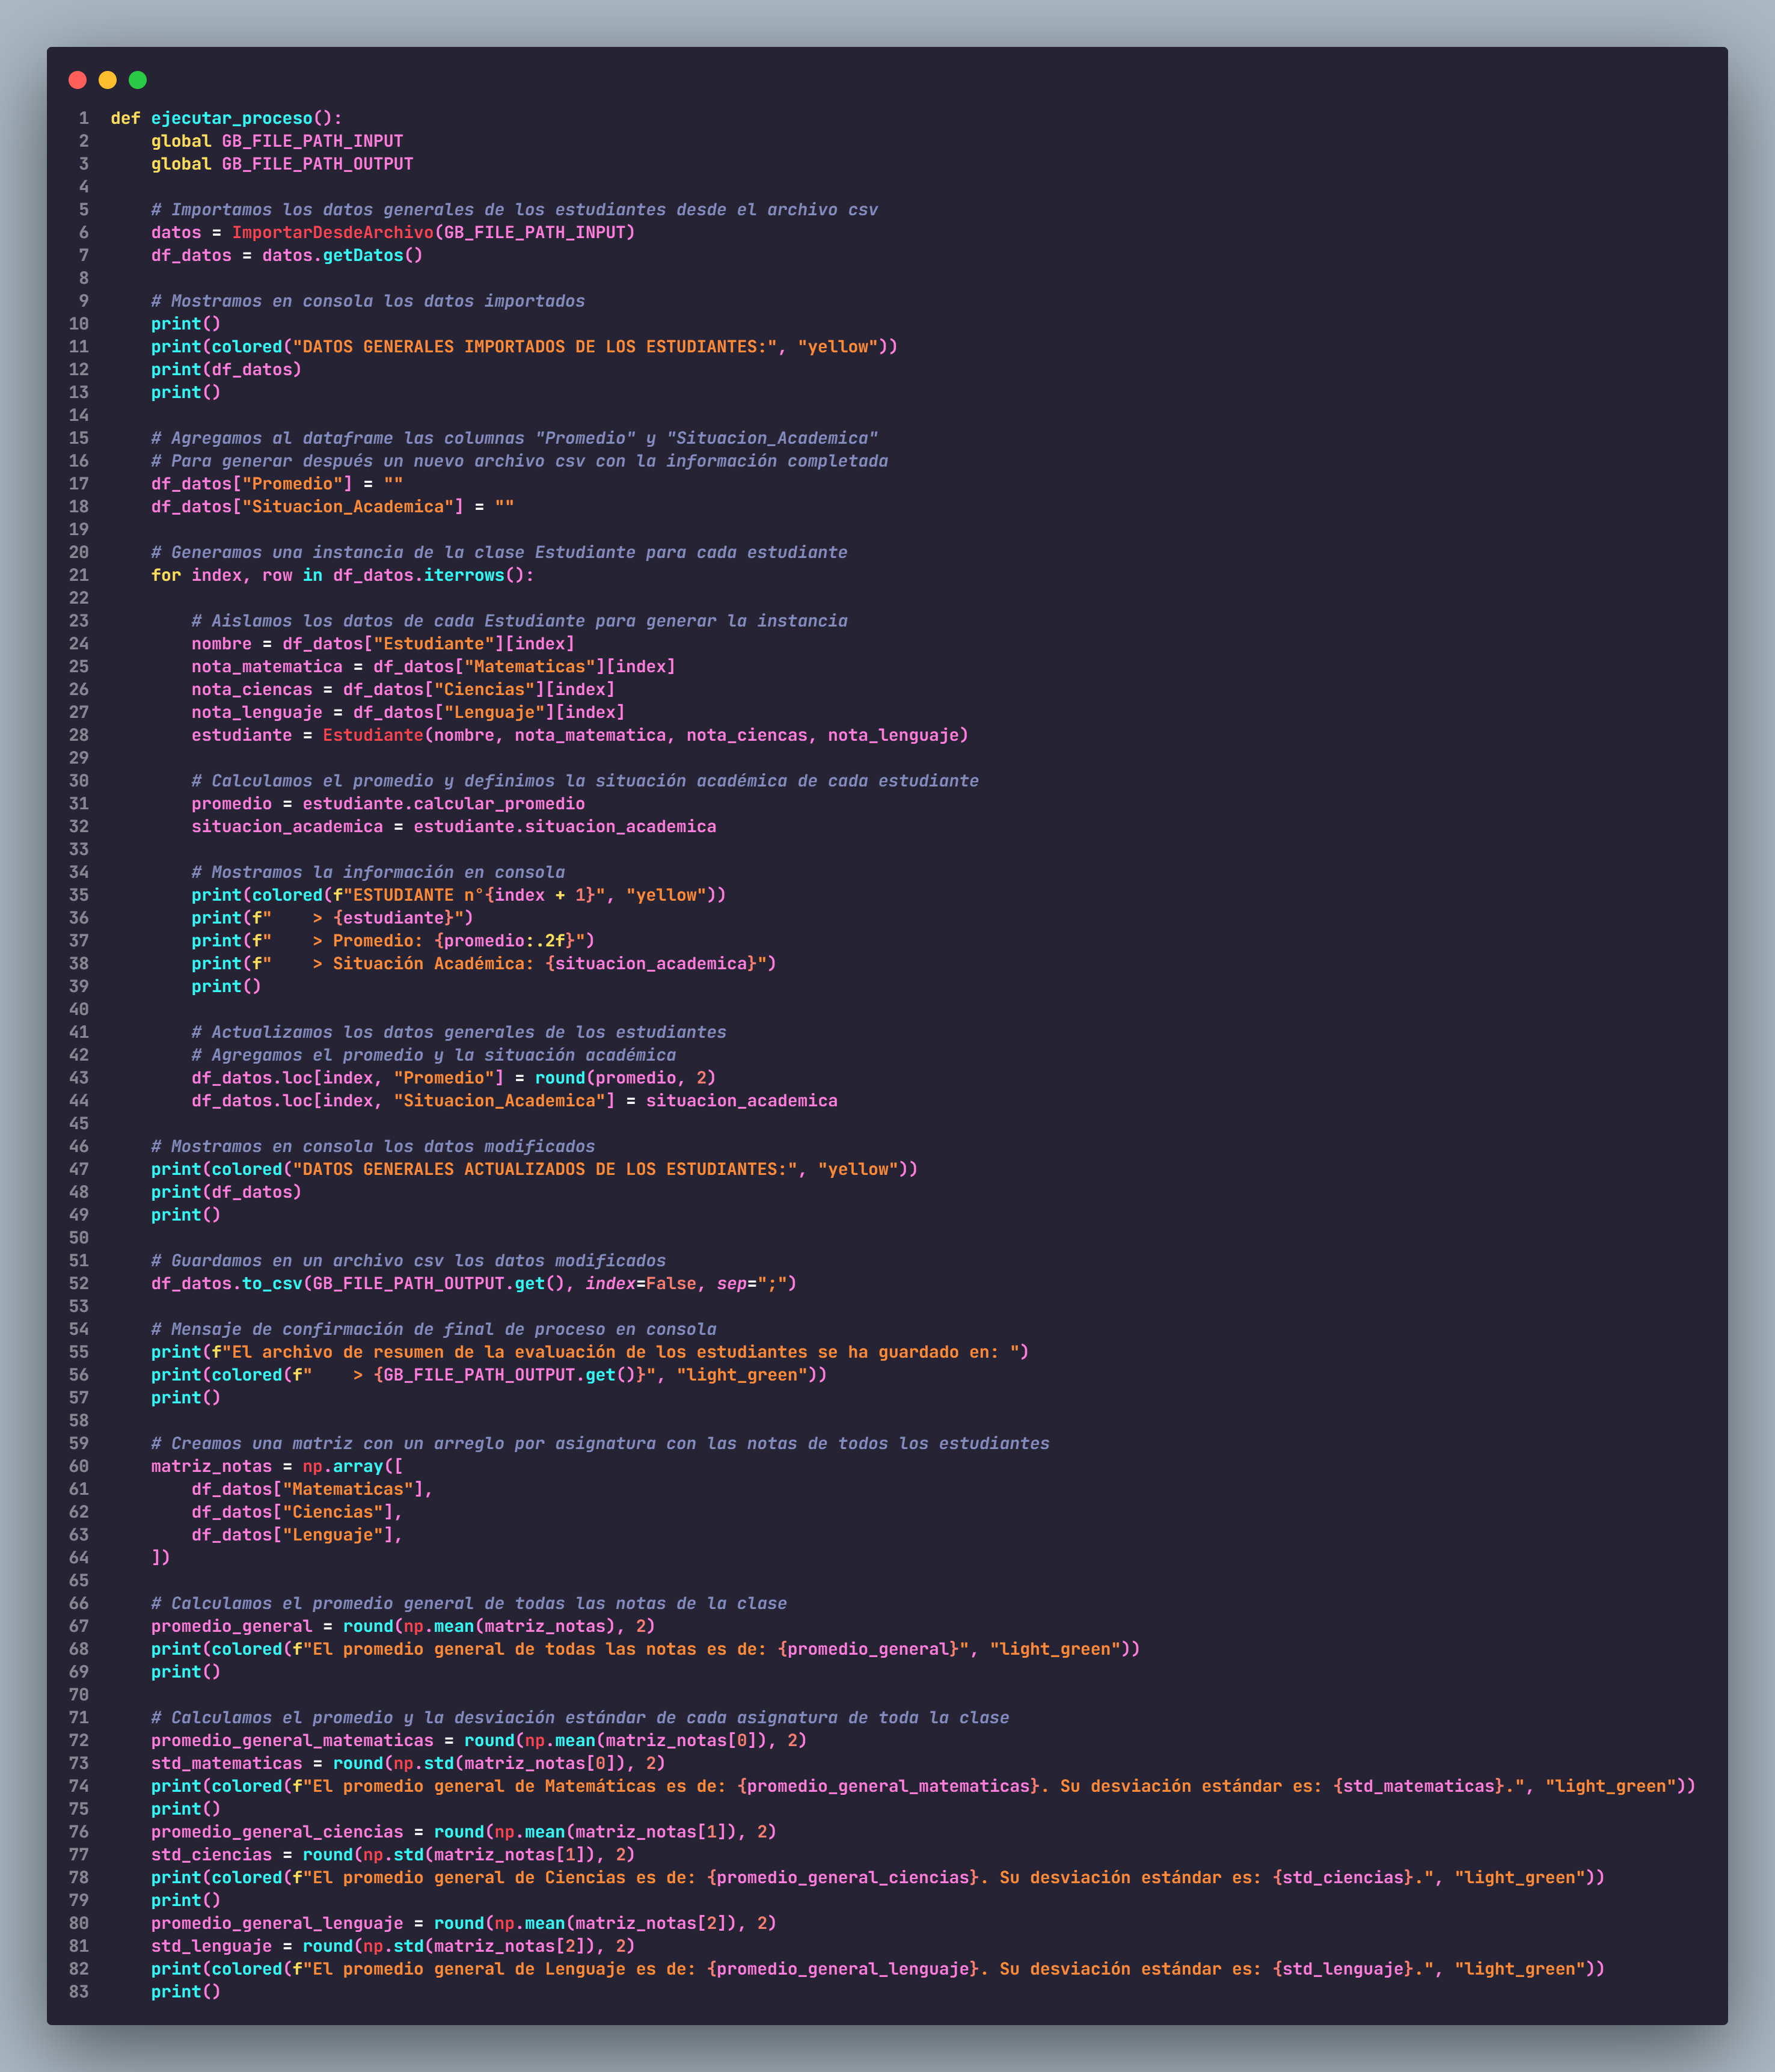 1 def ejecutar_proceso():
2     global GB_FILE_PATH_INPUT
3     global GB_FILE_PATH_OUTPUT
4
5     # Importamos los datos generales de los estudiantes desde el archivo csv
6     datos = ImportarDesdeArchivo(GB_FILE_PATH_INPUT)
7     df_datos = datos.getDatos()
8
9     # Mostramos en consola los datos importados
10     print()
11     print(colored("DATOS GENERALES IMPORTADOS DE LOS ESTUDIANTES:", "yellow"))
12     print(df_datos)
13     print()
14
15     # Agregamos al dataframe las columnas "Promedio" y "Situacion_Academica"
16     # Para generar después un nuevo archivo csv con la información completada
17     df_datos["Promedio"] = ""
18     df_datos["Situacion_Academica"] = ""
19
20     # Generamos una instancia de la clase Estudiante para cada estudiante
21     for index, row in df_datos.iterrows():
22
23         # Aislamos los datos de cada Estudiante para generar la instancia
24         nombre = df_datos["Estudiante"][index]
25         nota_matematica = df_datos["Matematicas"][index]
26         nota_ciencas = df_datos["Ciencias"][index]
27         nota_lenguaje = df_datos["Lenguaje"][index]
28         estudiante = Estudiante(nombre, nota_matematica, nota_ciencas, nota_lenguaje)
29
30         # Calculamos el promedio y definimos la situación académica de cada estudiante
31         promedio = estudiante.calcular_promedio
32         situacion_academica = estudiante.situacion_academica
33
34         # Mostramos la información en consola
35         print(colored(f"ESTUDIANTE n°{index + 1}", "yellow"))
36         print(f"    > {estudiante}")
37         print(f"    > Promedio: {promedio:.2f}")
38         print(f"    > Situación Académica: {situacion_academica}")
39         print()
40
41         # Actualizamos los datos generales de los estudiantes
42         # Agregamos el promedio y la situación académica
43         df_datos.loc[index, "Promedio"] = round(promedio, 2)
44         df_datos.loc[index, "Situacion_Academica"] = situacion_academica
45
46     # Mostramos en consola los datos modificados
47     print(colored("DATOS GENERALES ACTUALIZADOS DE LOS ESTUDIANTES:", "yellow"))
48     print(df_datos)
49     print()
50
51     # Guardamos en un archivo csv los datos modificados
52     df_datos.to_csv(GB_FILE_PATH_OUTPUT.get(), index=False, sep=";")
53
54     # Mensaje de confirmación de final de proceso en consola
55     print(f"El archivo de resumen de la evaluación de los estudiantes se ha guardado en: ")
56     print(colored(f"    > {GB_FILE_PATH_OUTPUT.get()}", "light_green"))
57     print()
58
59     # Creamos una matriz con un arreglo por asignatura con las notas de todos los estudiantes
60     matriz_notas = np.array([
61         df_datos["Matematicas"],
62         df_datos["Ciencias"],
63         df_datos["Lenguaje"],
64     ])
65
66     # Calculamos el promedio general de todas las notas de la clase
67     promedio_general = round(np.mean(matriz_notas), 2)
68     print(colored(f"El promedio general de todas las notas es de: {promedio_general}", "light_green"))
69     print()
70
71     # Calculamos el promedio y la desviación estándar de cada asignatura de toda la clase
72     promedio_general_matematicas = round(np.mean(matriz_notas[0]), 2)
73     std_matematicas = round(np.std(matriz_notas[0]), 2)
74     print(colored(f"El promedio general de Matemáticas es de: {promedio_general_matematicas}. Su desviación estándar es: {std_matematicas}.", "light_green"))
75     print()
76     promedio_general_ciencias = round(np.mean(matriz_notas[1]), 2)
77     std_ciencias = round(np.std(matriz_notas[1]), 2)
78     print(colored(f"El promedio general de Ciencias es de: {promedio_general_ciencias}. Su desviación estándar es: {std_ciencias}.", "light_green"))
79     print()
80     promedio_general_lenguaje = round(np.mean(matriz_notas[2]), 2)
81     std_lenguaje = round(np.std(matriz_notas[2]), 2)
82     print(colored(f"El promedio general de Lenguaje es de: {promedio_general_lenguaje}. Su desviación estándar es: {std_lenguaje}.", "light_green"))
83     print()